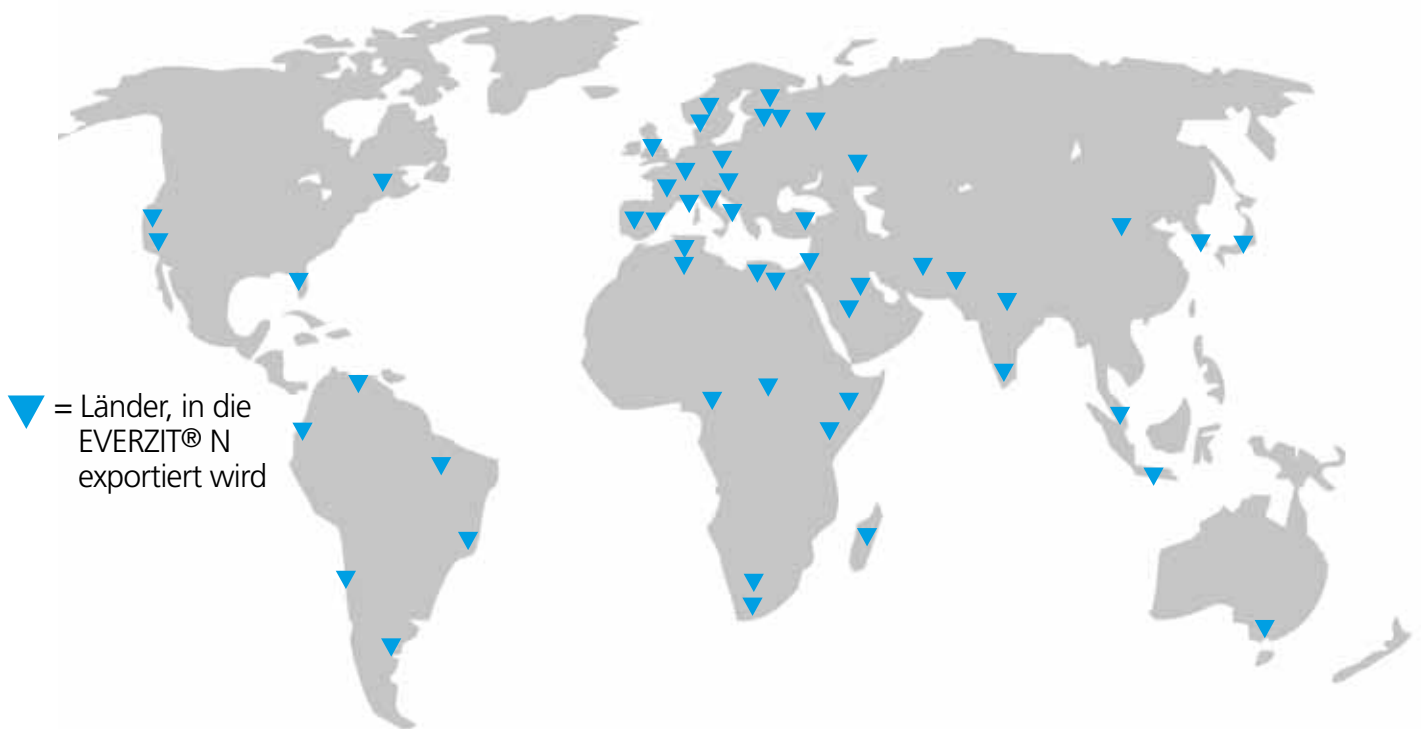 = Länder, in die
EVERZIT® N
exportiert wird